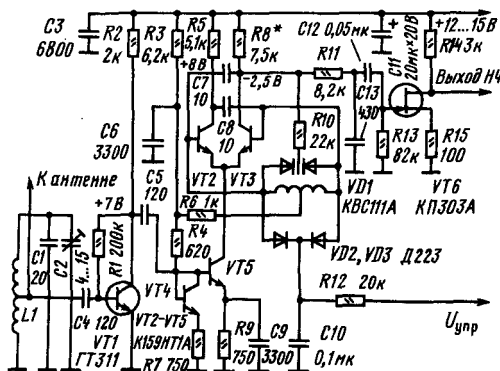 C3
6800
R2
2к
R3
6,2к
R5
5,1к
R8*
7,5к
C12 0,05мк
+
+12...15В
+8В
C7
10
-2,5В
R11
8,2к
C13
430
C11
20мк×20В
R14 3к
Выход НЧ
C8
10
R10
22к
C6
3300
C5
120
VT2
VT3
R13
82к
R15
100
К антенне
+7В
R6 1к
VD1
КВС111А
VT6
КП303А
R4
620
VD2, VD3 Д223
C1
20
C2
4...15
R1 200к
VT4
VT5
R12 20к
L1
C4 120
VT1
ГТ311
VT2-VT5
К159НТ1А
R7 750
R9
750
C9
3300
C10
0,1мк
Uупр